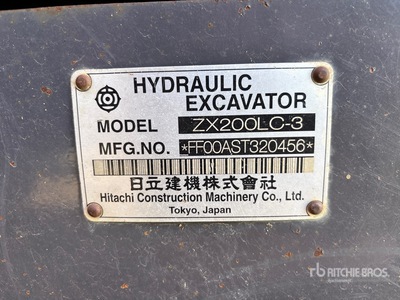 HYDRAULIC
EXCAVATOR
MODEL ZX200LC-3
MFG.NO. *FF00AST320456*
日立建機株式會社
Hitachi Construction Machinery Co., Ltd.
Tokyo, Japan
rb RITCHIE BROS.